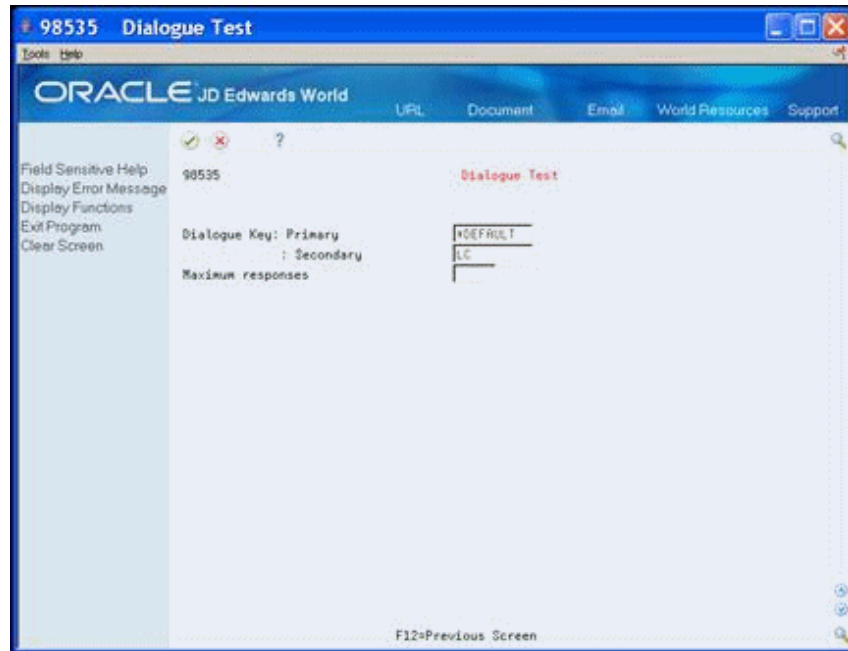 98535 Dialogue Test
Tools Help
ORACLE JD Edwards World
URL Document Email World Resources Support
?
Field Sensitive Help
Display Error Message
Display Functions
Exit Program
Clear Screen
98535 Dialogue Test
Dialogue Key: Primary *DEFAULT
: Secondary LC
Maximum responses
F12=Previous Screen